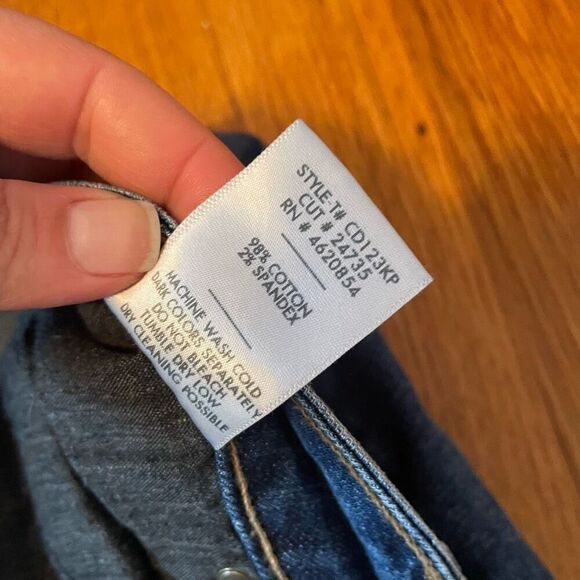 STYLE T# CD123KP
CUT # 24735
RN # 4620854
98% COTTON
2% SPANDEX
MACHINE WASH COLD
DARK COLORS SEPARATELY
DO NOT BLEACH
TUMBLE DRY LOW
DRY CLEANING POSSIBLE